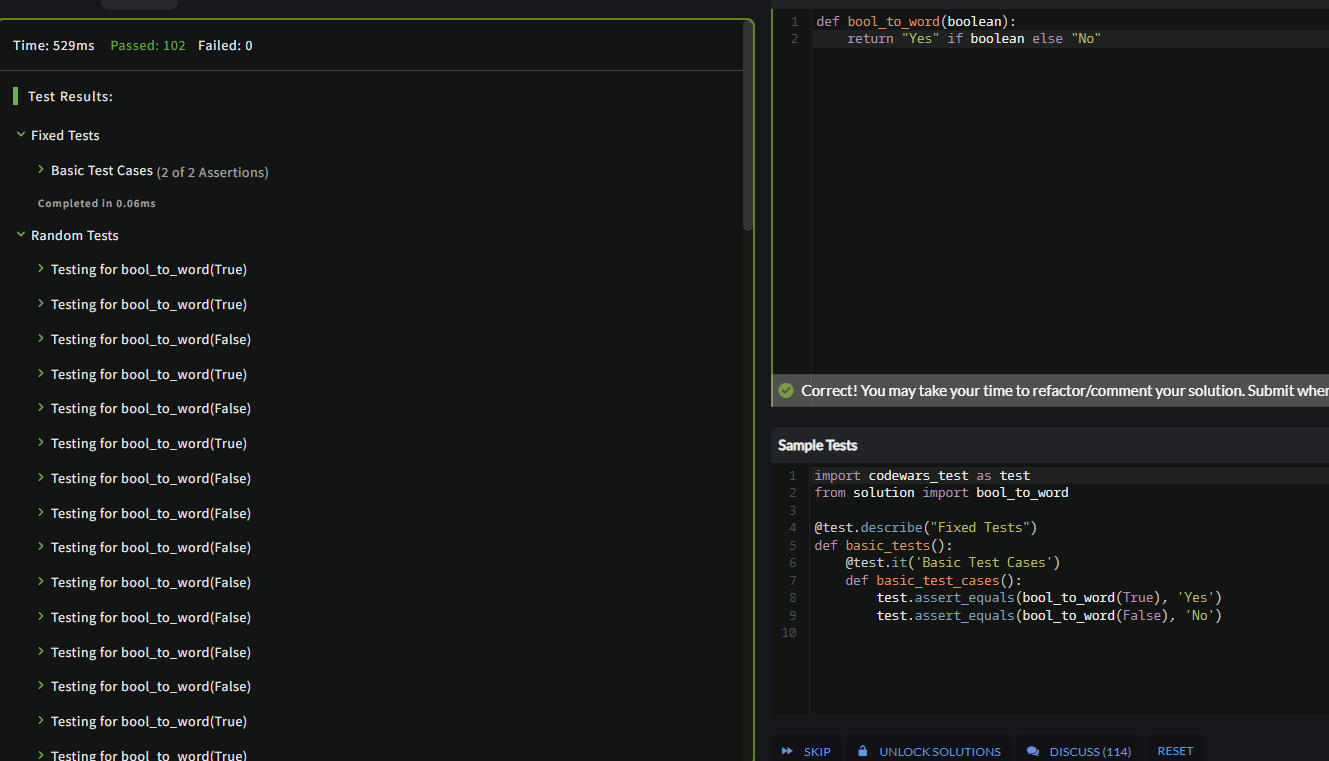 Time: 529ms Passed: 102 Failed: 0
Test Results:
Fixed Tests
Basic Test Cases (2 of 2 Assertions)
Completed in 0.06ms
Random Tests
Testing for bool_to_word(True)
Testing for bool_to_word(True)
Testing for bool_to_word(False)
Testing for bool_to_word(True)
Testing for bool_to_word(False)
Testing for bool_to_word(True)
Testing for bool_to_word(False)
Testing for bool_to_word(False)
Testing for bool_to_word(False)
Testing for bool_to_word(False)
Testing for bool_to_word(False)
Testing for bool_to_word(False)
Testing for bool_to_word(False)
Testing for bool_to_word(True)
Testing for bool_to_word(True)
1 def bool_to_word(boolean):
2 return "Yes" if boolean else "No"
Correct! You may take your time to refactor/comment your solution. Submit when
Sample Tests
1 import codewars_test as test
2 from solution import bool_to_word
3
4 @test.describe("Fixed Tests")
5 def basic_tests():
6 @test.it('Basic Test Cases')
7 def basic_test_cases():
8 test.assert_equals(bool_to_word(True), 'Yes')
9 test.assert_equals(bool_to_word(False), 'No')
10
SKIP UNLOCK SOLUTIONS DISCUSS (114) RESET